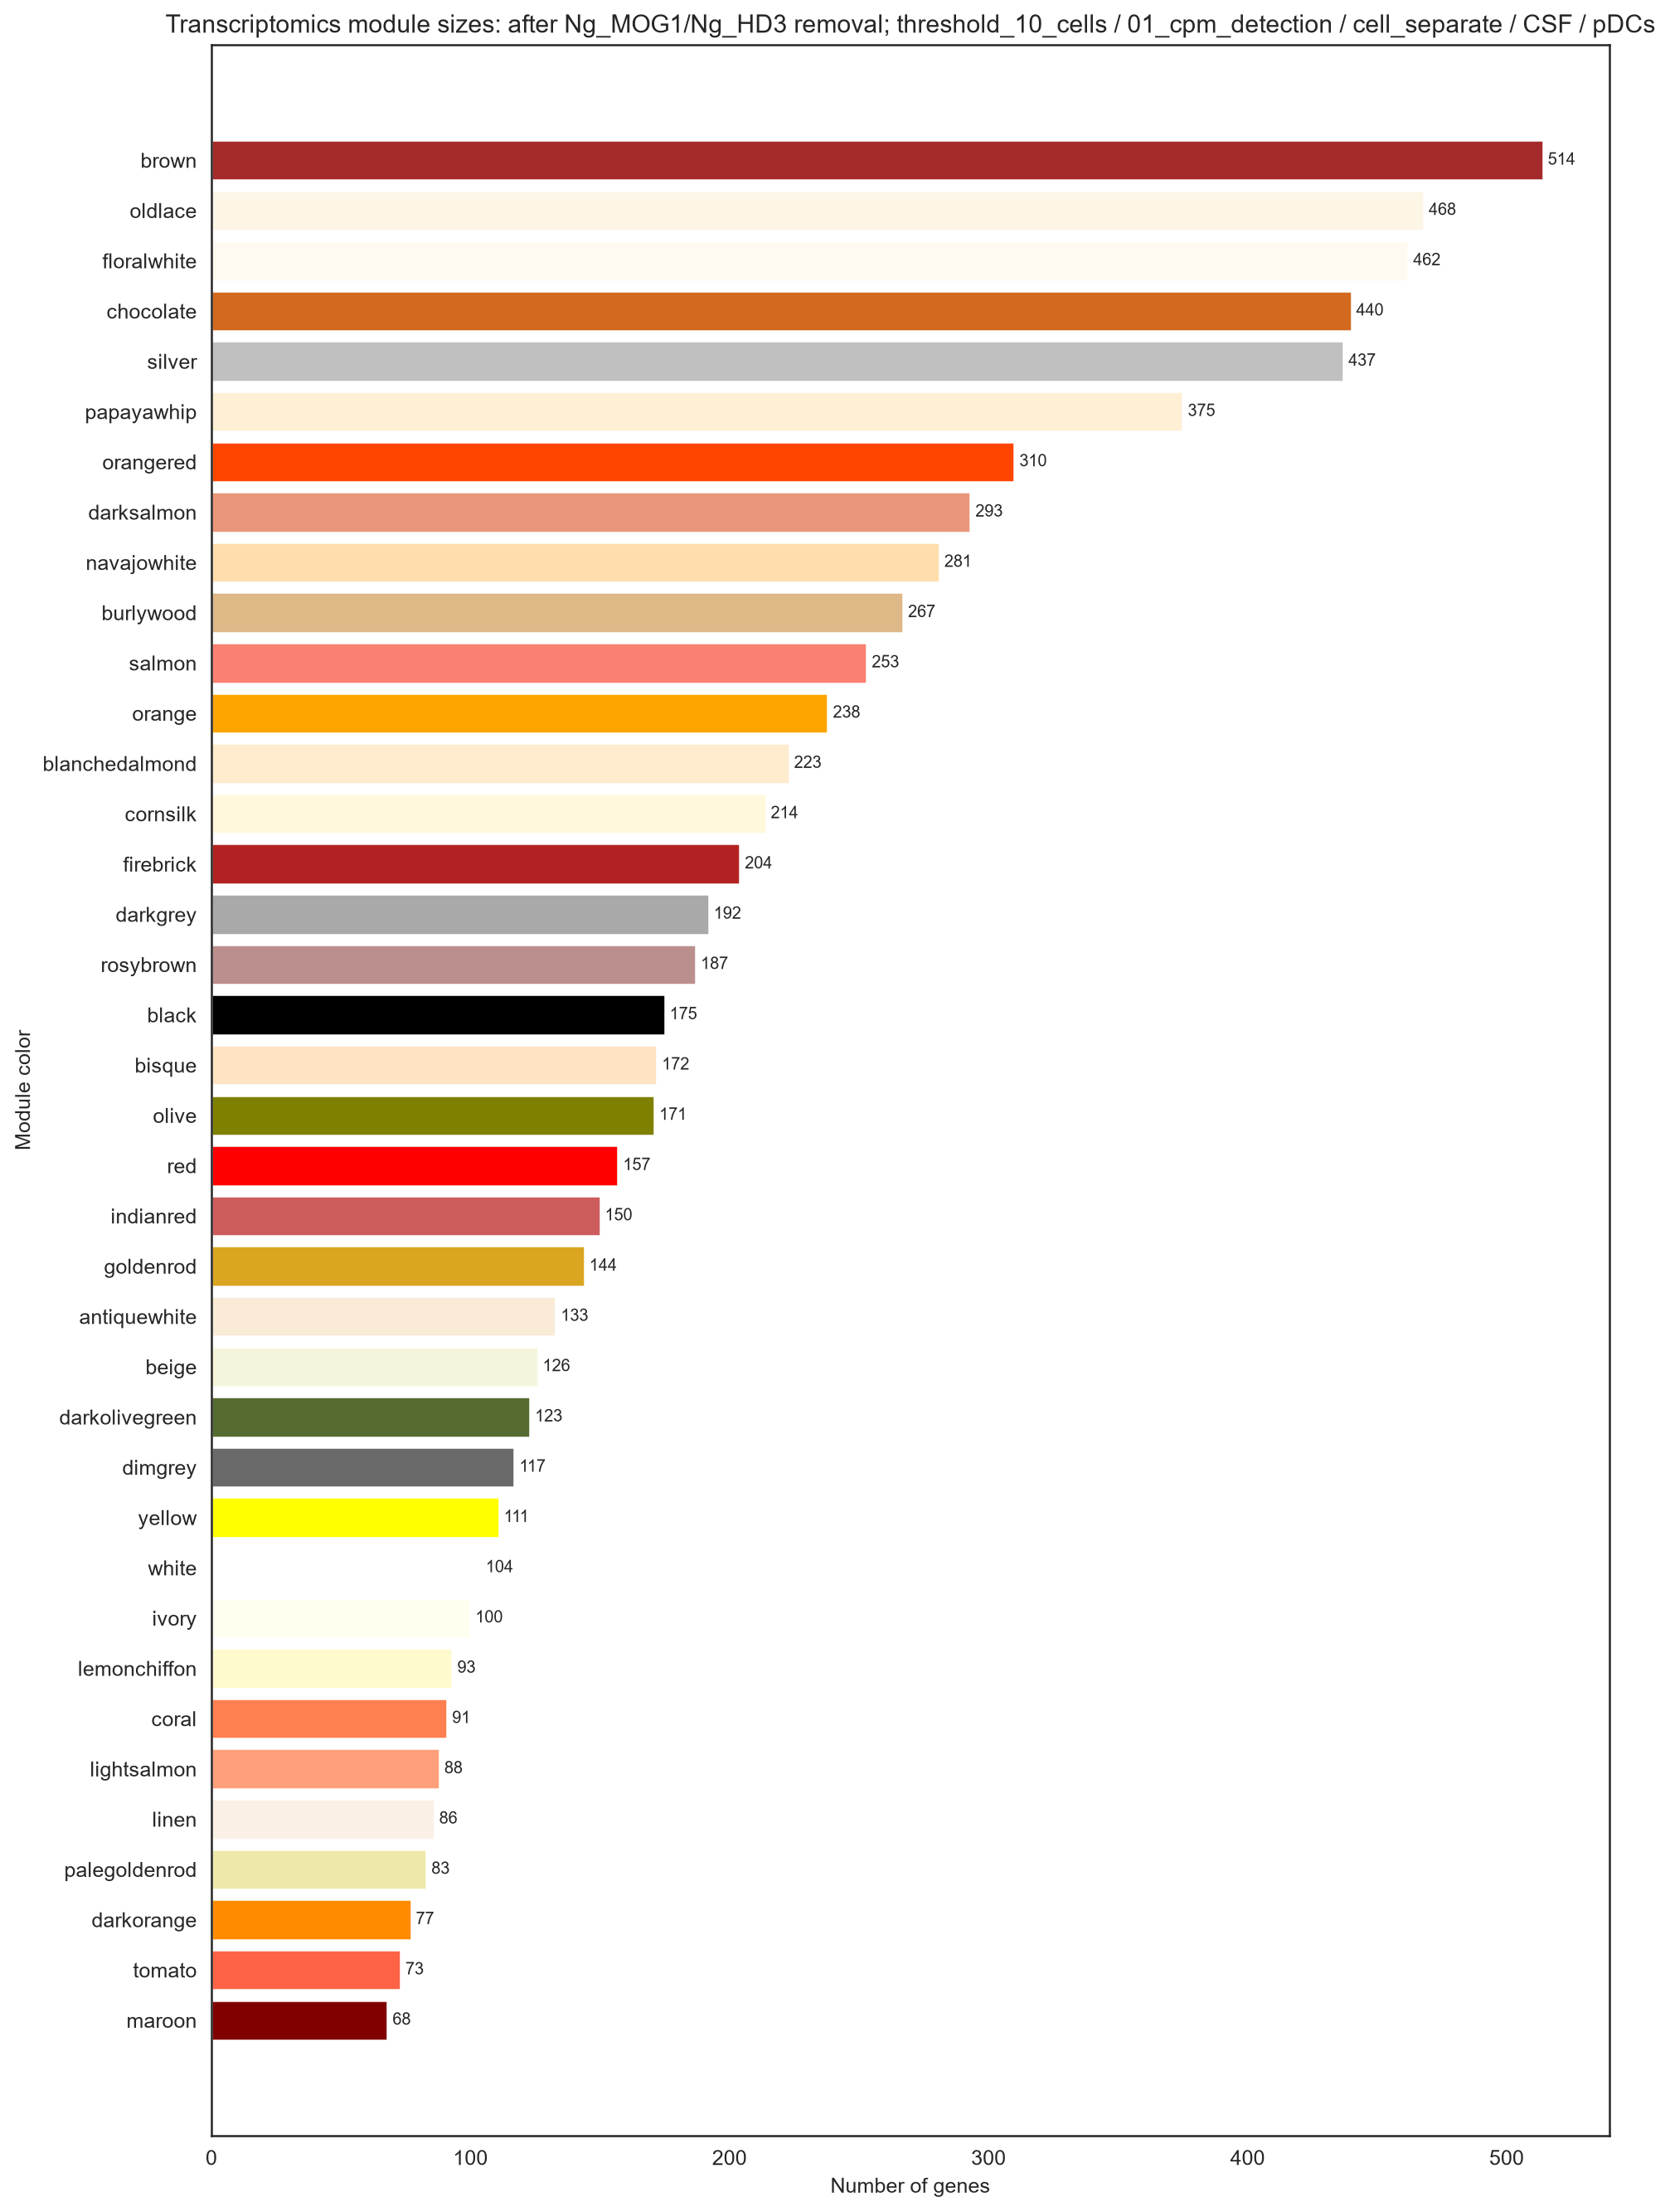 Transcriptomics module sizes: after Ng_MOG1/Ng_HD3 removal; threshold_10_cells / 01_cpm_detection / cell_separate / CSF / pDCs
brown 514
oldlace 468
floralwhite 462
chocolate 440
silver 437
papayawhip 375
orangered 310
darksalmon 293
navajowhite 281
burlywood 267
salmon 253
orange 238
blanchedalmond 223
cornsilk 214
firebrick 204
darkgrey 192
rosybrown 187
black 175
bisque 172
olive 171
red 157
indianred 150
goldenrod 144
antiquewhite 133
beige 126
darkolivegreen 123
dimgrey 117
yellow 111
white 104
ivory 100
lemonchiffon 93
coral 91
lightsalmon 88
linen 86
palegoldenrod 83
darkorange 77
tomato 73
maroon 68
Module color
0 100 200 300 400 500
Number of genes